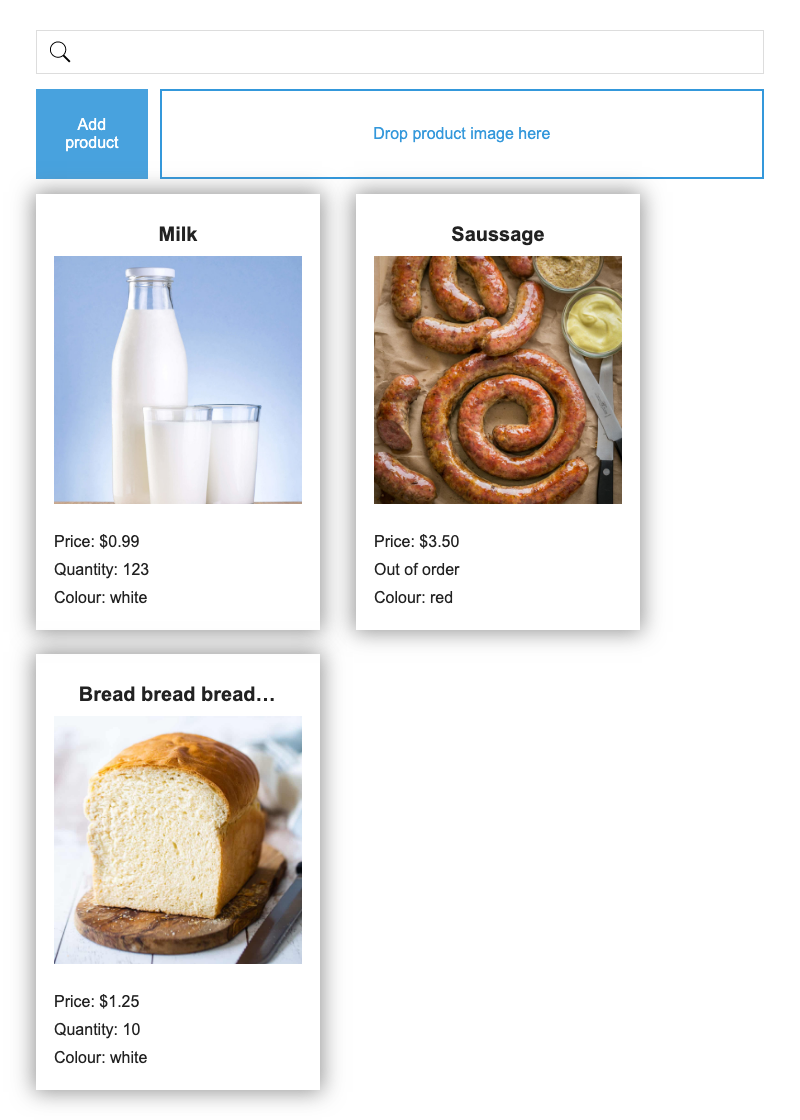 Add
product
Drop product image here
Milk
Saussage
Price: $0.99
Quantity: 123
Colour: white
Price: $3.50
Out of order
Colour: red
Bread bread bread…
Price: $1.25
Quantity: 10
Colour: white